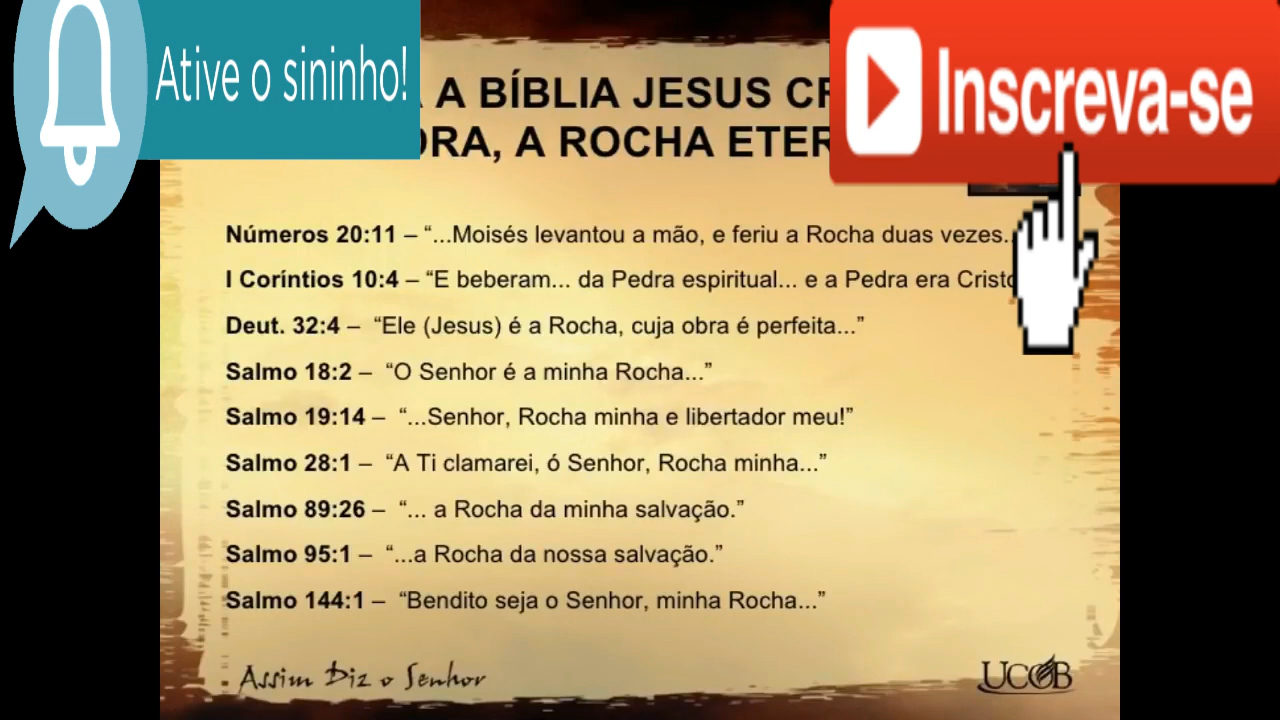 Ative o sininho!
Inscreva-se
A BÍBLIA JESUS
A ROCHA
Números 20:11 – “...Moisés levantou a mão, e feriu a Rocha duas vezes.
I Coríntios 10:4 – “E beberam... da Pedra espiritual... e a Pedra era Cristo
Deut. 32:4 – “Ele (Jesus) é a Rocha, cuja obra é perfeita...”
Salmo 18:2 – “O Senhor é a minha Rocha...”
Salmo 19:14 – “...Senhor, Rocha minha e libertador meu!”
Salmo 28:1 – “A Ti clamarei, ó Senhor, Rocha minha...”
Salmo 89:26 – “... a Rocha da minha salvação.”
Salmo 95:1 – “...a Rocha da nossa salvação.”
Salmo 144:1 – “Bendito seja o Senhor, minha Rocha...”
Assim Diz o Senhor
UCOB